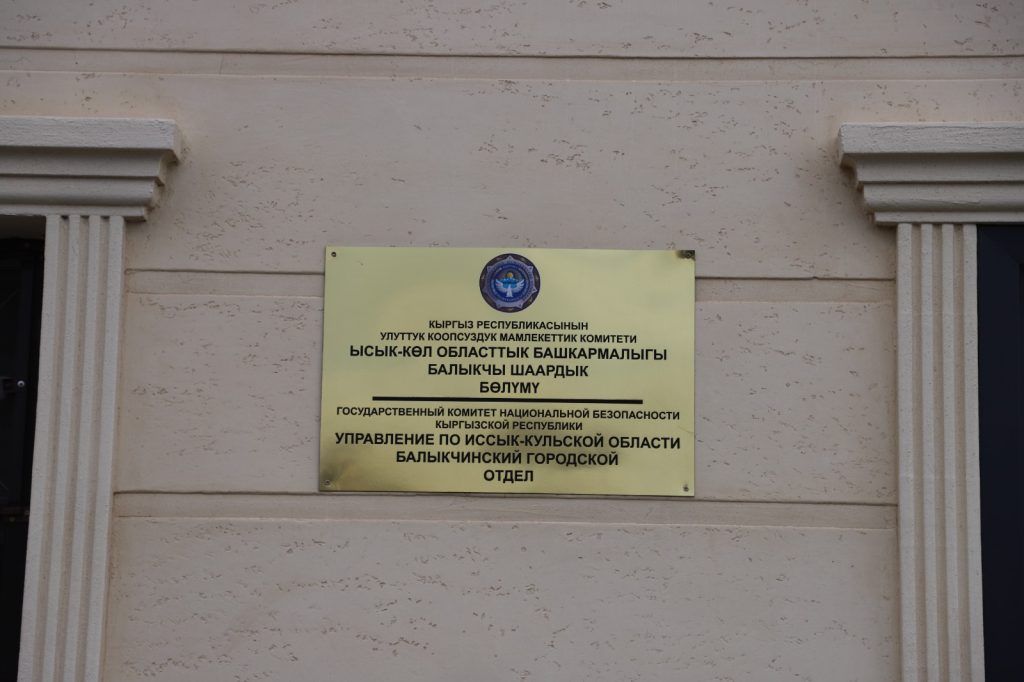 КЫРГЫЗ РЕСПУБЛИКАСЫНЫН
УЛУТТУК КООПСУЗДУК МАМЛЕКЕТТИК КОМИТЕТИ
ЫСЫК-КӨЛ ОБЛАСТТЫК БАШКАРМАЛЫГЫ
БАЛЫКЧЫ ШААРДЫК
БӨЛҮМҮ
ГОСУДАРСТВЕННЫЙ КОМИТЕТ НАЦИОНАЛЬНОЙ БЕЗОПАСНОСТИ
КЫРГЫЗСКОЙ РЕСПУБЛИКИ
УПРАВЛЕНИЕ ПО ИССЫК-КУЛЬСКОЙ ОБЛАСТИ
БАЛЫКЧИНСКИЙ ГОРОДСКОЙ
ОТДЕЛ